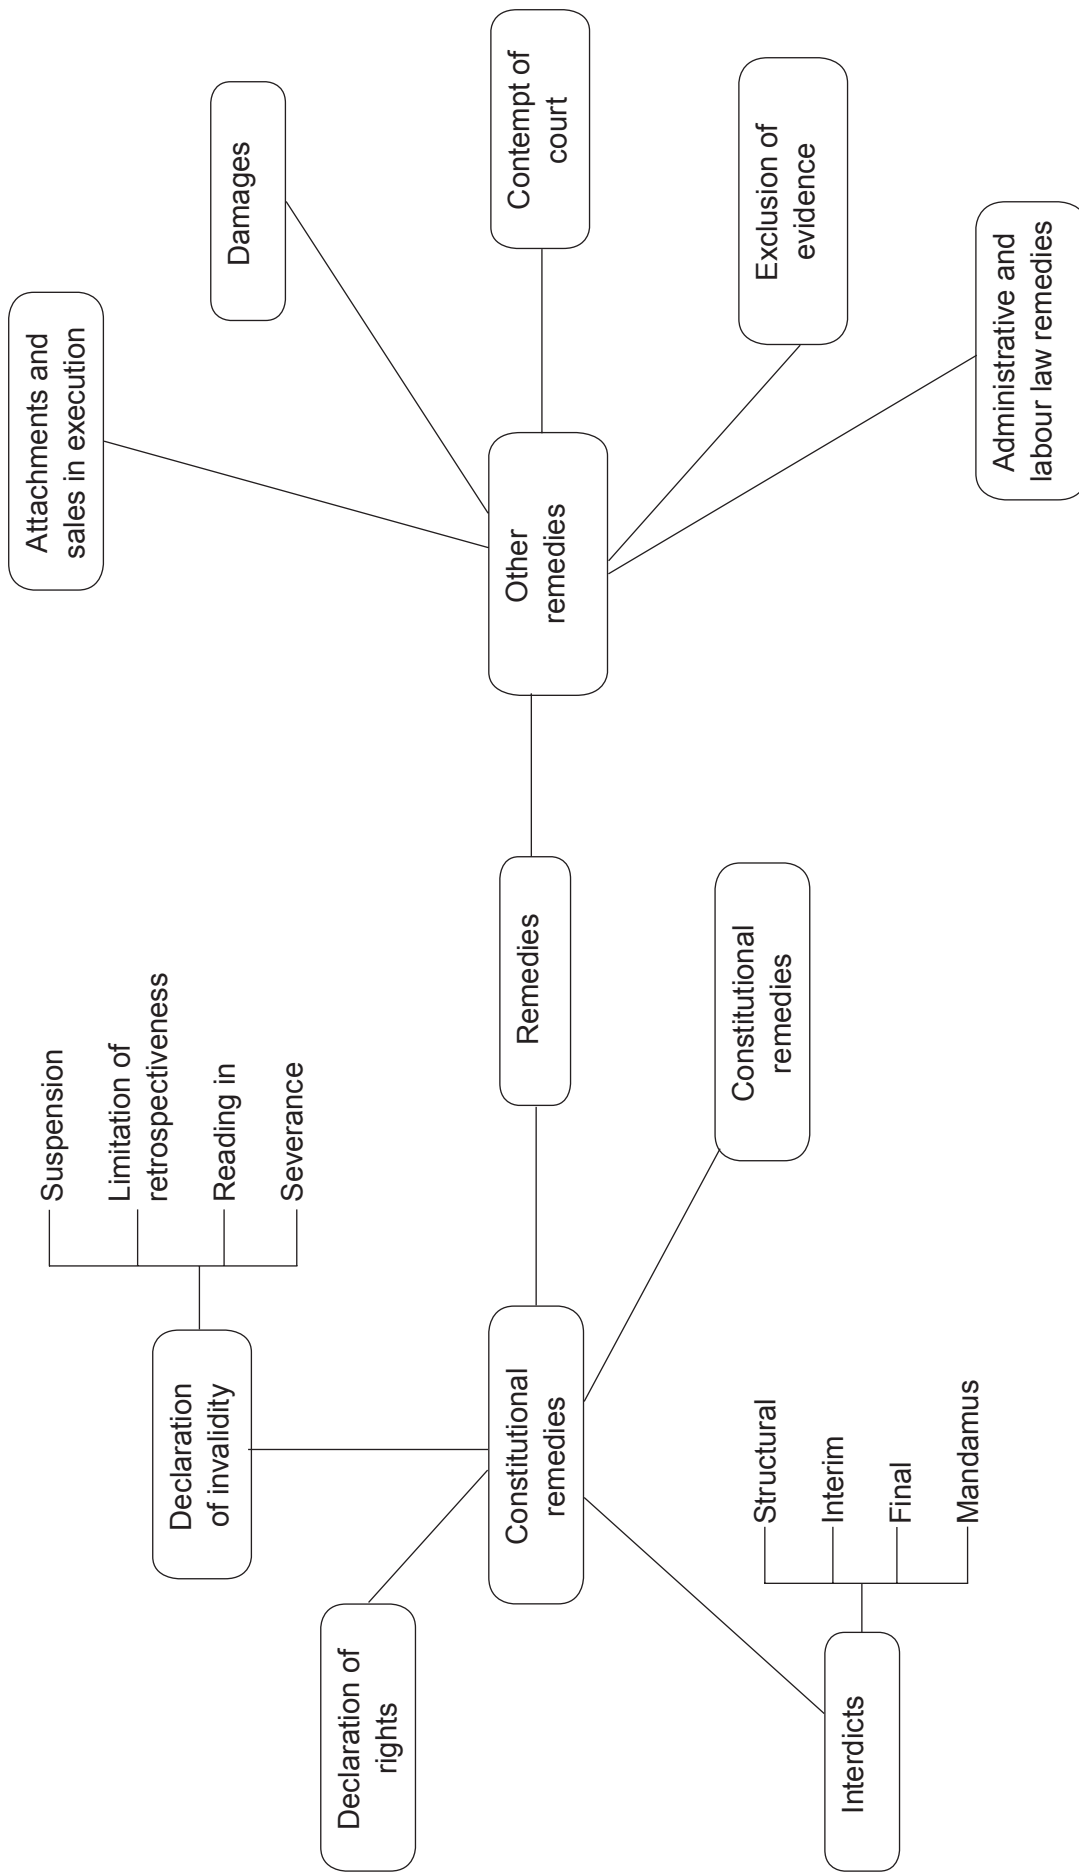 Remedies
Constitutional
remedies
Declaration of
rights
Declaration
of invalidity
Suspension
Limitation of
retrospectiveness
Reading in
Severance
Interdicts
Structural
Interim
Final
Mandamus
Constitutional
remedies
Other
remedies
Attachments and
sales in execution
Damages
Contempt of
court
Exclusion of
evidence
Administrative and
labour law remedies